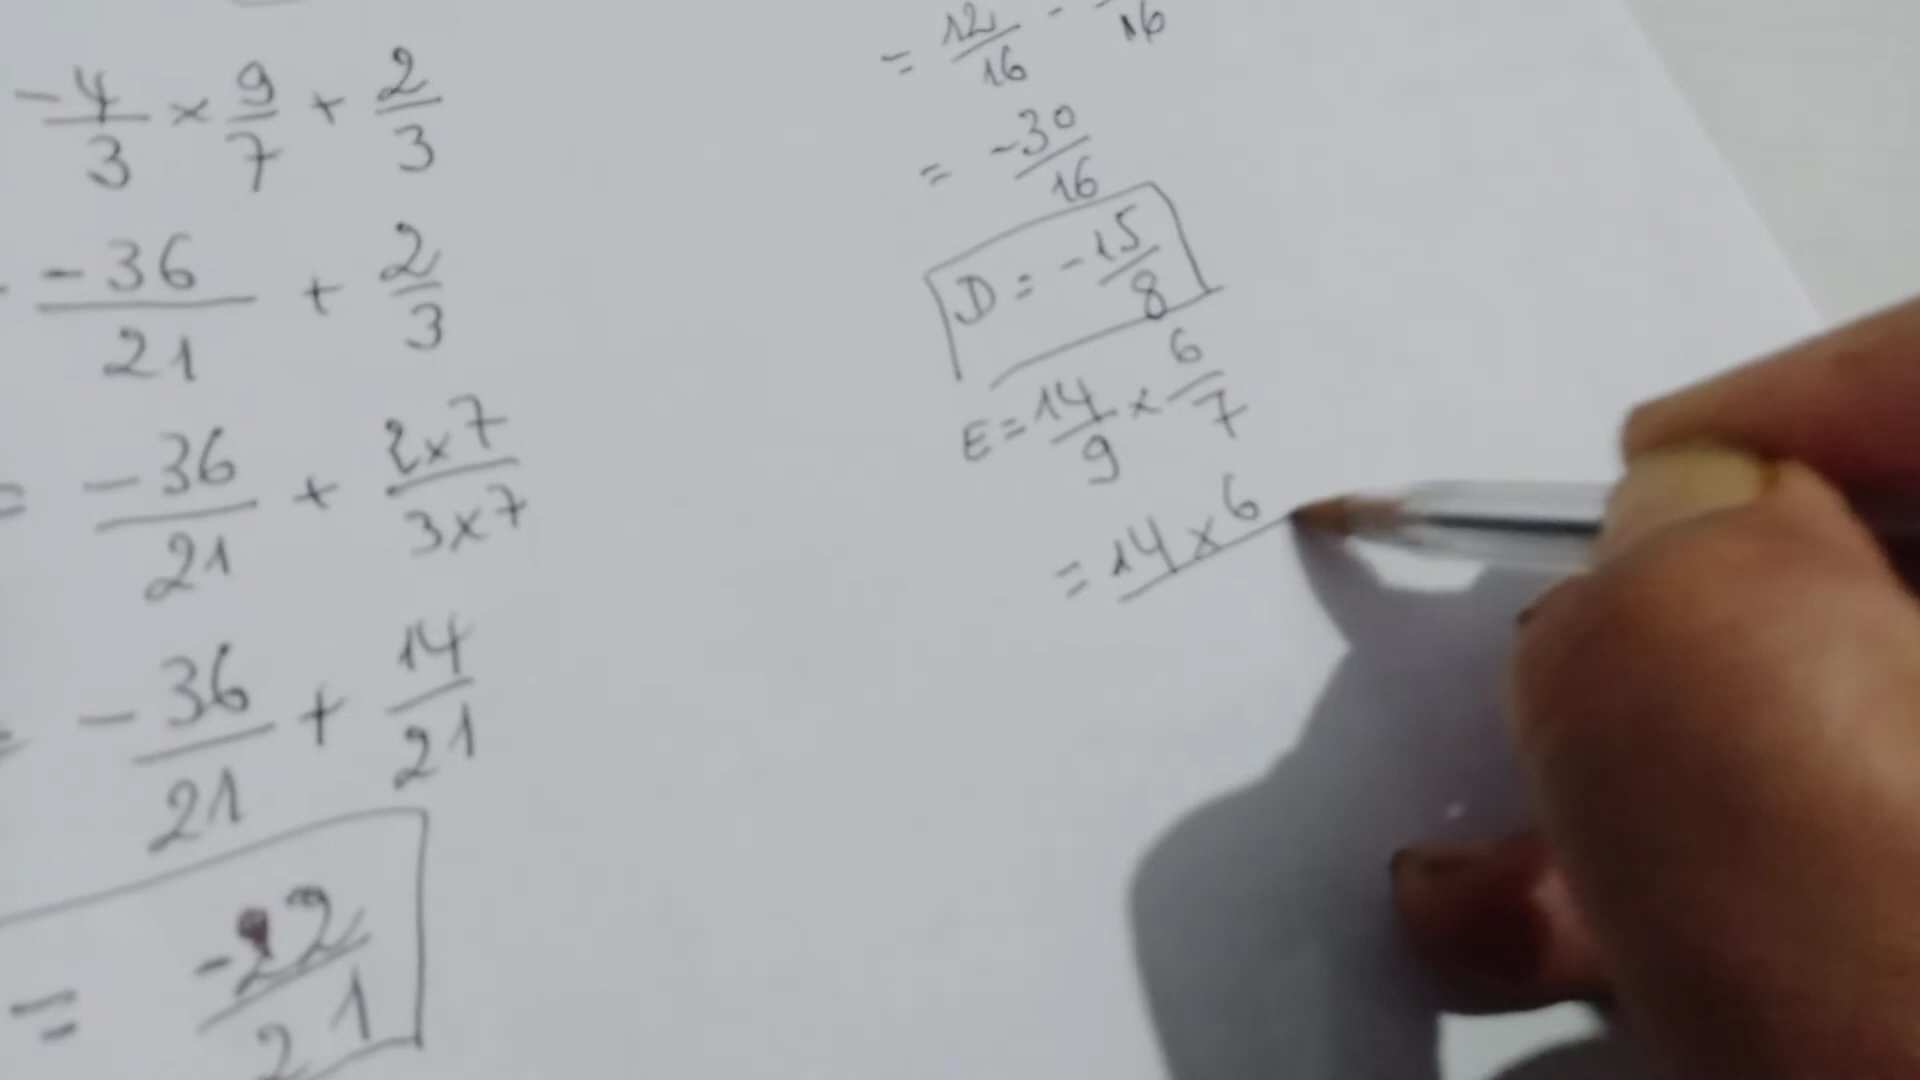 -4/3 × 9/7 + 2/3
-36/21 + 2/3
= -36/21 + 2×7/3×7
= -36/21 + 14/21
= -22/21
= 12/16 - /16
= -30/16
D = -15/8
E = 14/9 × 6/7
= 14 × 6